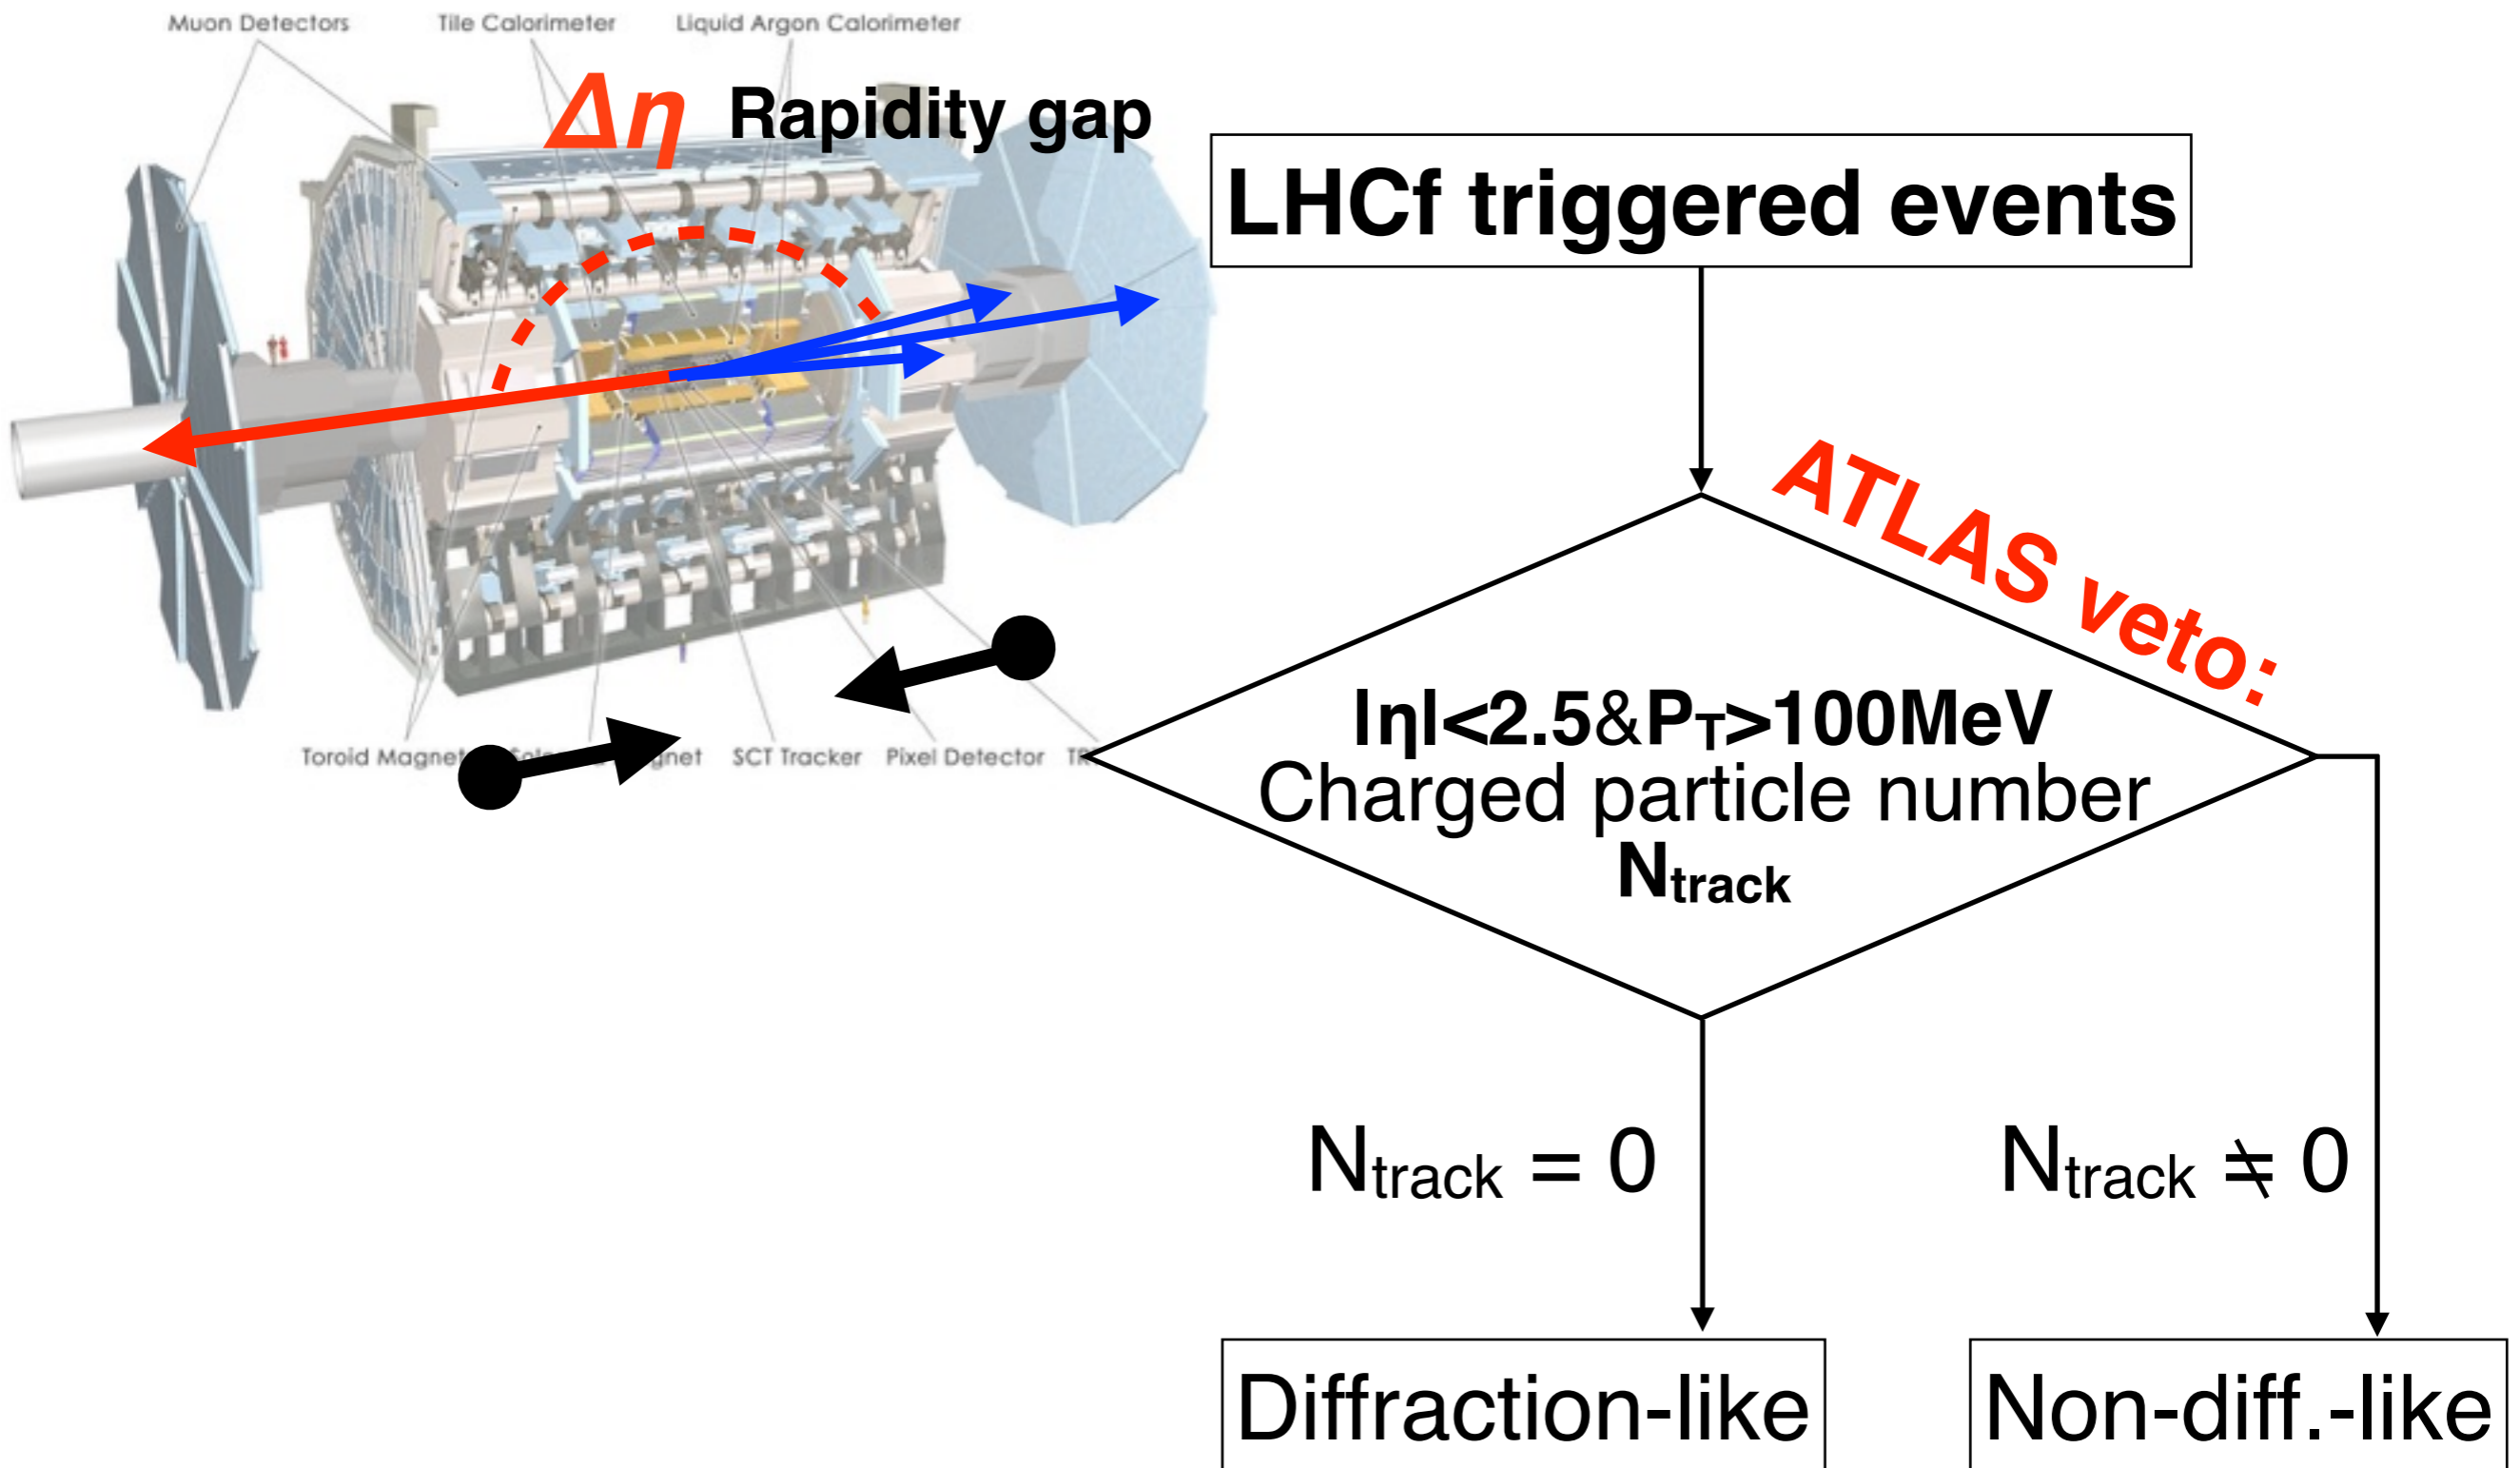 Muon Detectors Tile Calorimeter Liquid Argon Calorimeter
Δη Rapidity gap
LHCf triggered events
ATLAS veto:
|η|<2.5&PT>100MeV
Charged particle number
Ntrack
Toroid Magnet SCT Tracker Pixel Detector
Ntrack = 0
Ntrack ≠ 0
Diffraction-like
Non-diff.-like